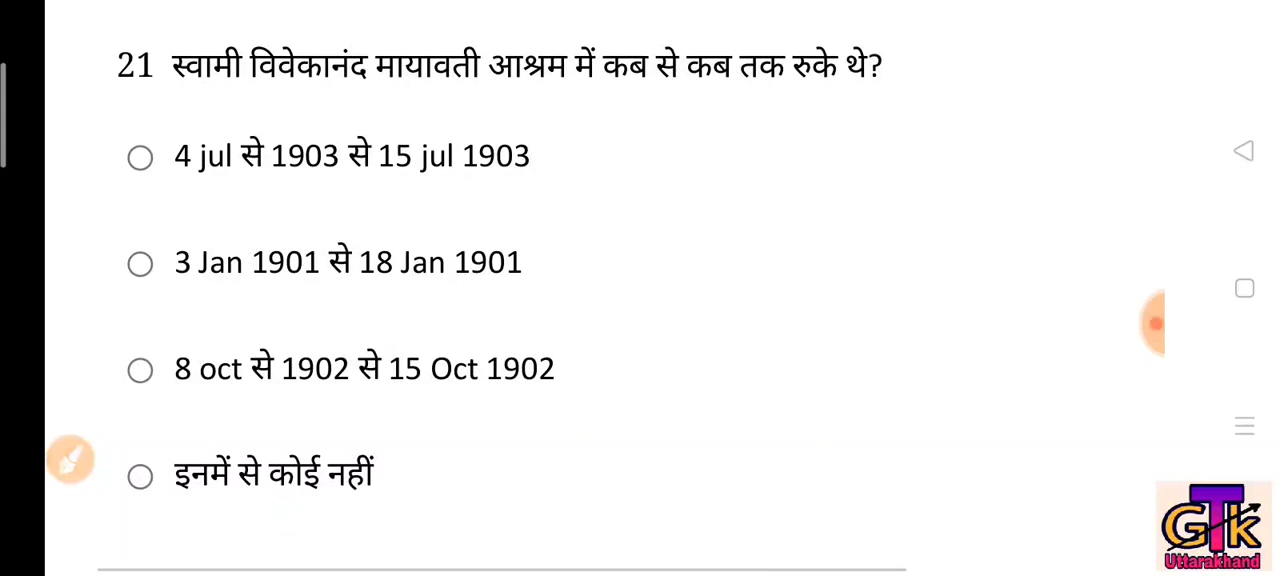 21 स्वामी विवेकानंद मायावती आश्रम में कब से कब तक रुके थे?
4 jul से 1903 से 15 jul 1903
3 Jan 1901 से 18 Jan 1901
8 oct से 1902 से 15 Oct 1902
इनमें से कोई नहीं
GTK
Uttarakhand